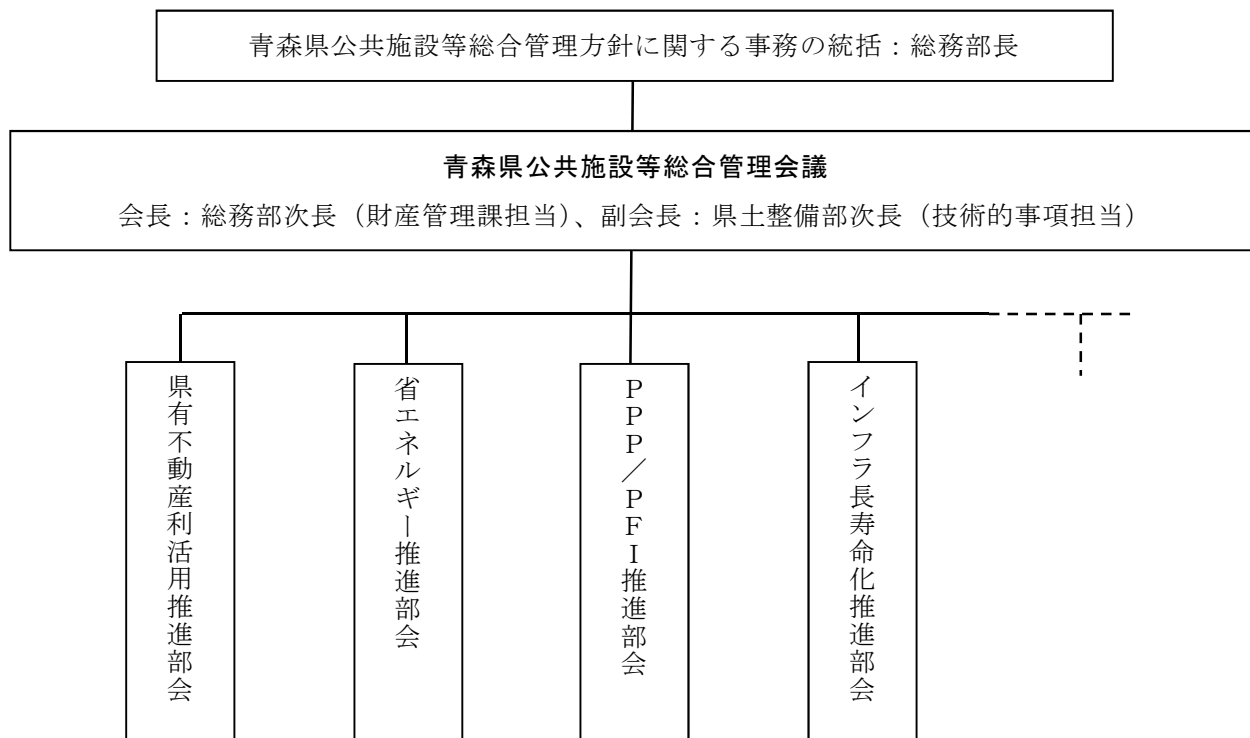 青森県公共施設等総合管理方針に関する事務の統括：総務部長
青森県公共施設等総合管理会議
会長：総務部次長（財産管理課担当）、副会長：県土整備部次長（技術的事項担当）
県有不動産利活用推進部会
省エネルギー推進部会
ＰＰＰ／ＰＦＩ推進部会
インフラ長寿命化推進部会